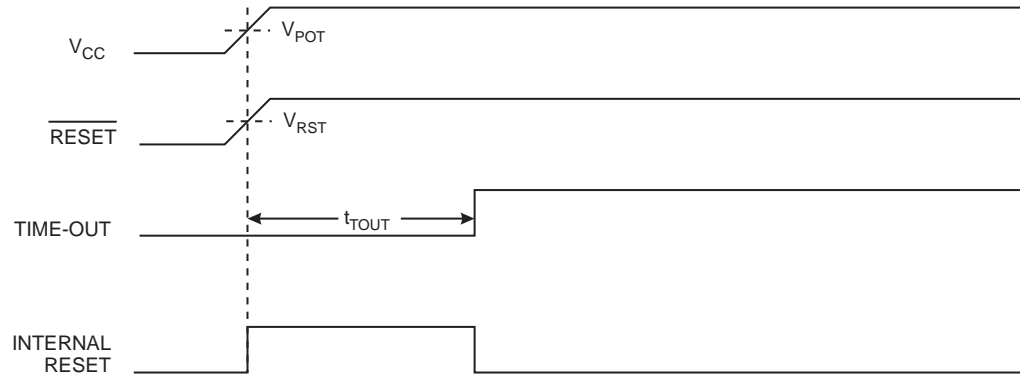 VPOT
VCC
RESET
VRST
TIME-OUT
tTOUT
INTERNAL
RESET